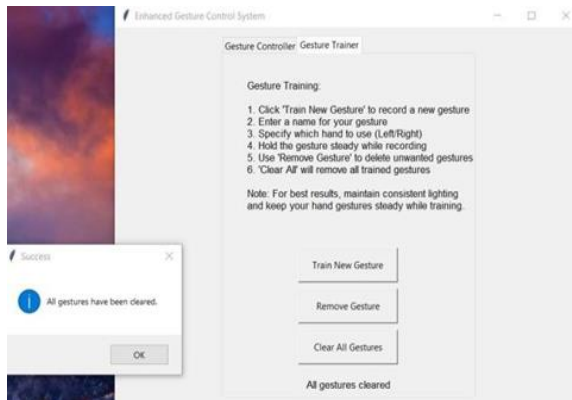 Enhanced Gesture Control System
Gesture Controller Gesture Trainer
Gesture Training:
1. Click 'Train New Gesture' to record a new gesture
2. Enter a name for your gesture
3. Specify which hand to use (Left/Right)
4. Hold the gesture steady while recording
5. Use 'Remove Gesture' to delete unwanted gestures
6. 'Clear All' will remove all trained gestures
Note: For best results, maintain consistent lighting
and keep your hand gestures steady while training.
Train New Gesture
Remove Gesture
Clear All Gestures
All gestures cleared
Success
All gestures have been cleared.
OK